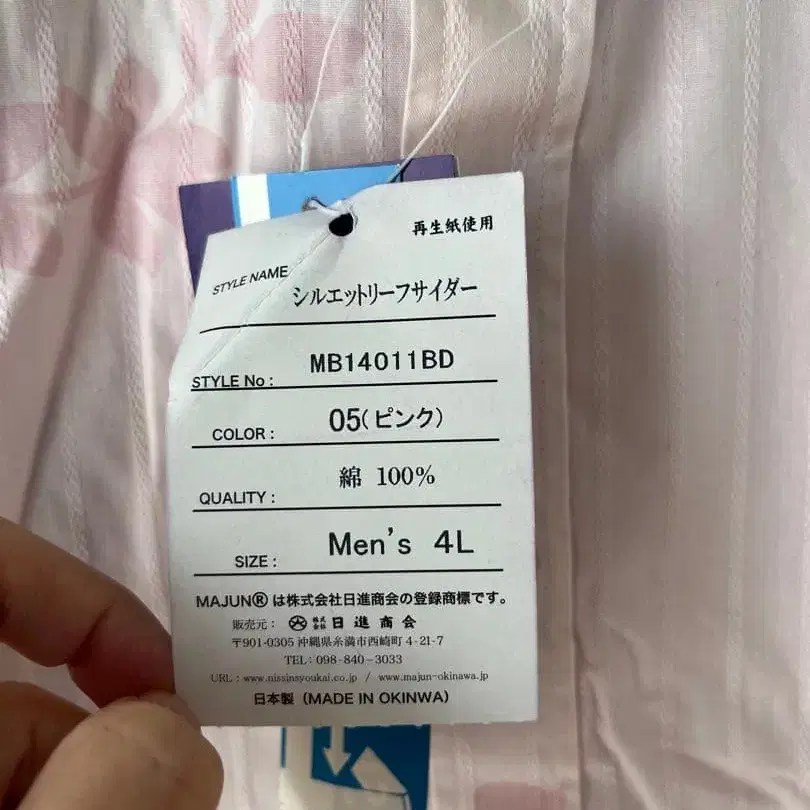 再生紙使用
STYLE NAME シルエットリーフサイダー
STYLE No : MB14011BD
COLOR : 05(ピンク)
QUALITY : 綿 100%
SIZE : Men's 4L
MAJUN®は株式会社日進商会の登録商標です。
販売元 : 株式会社 日進商会
〒901-0305 沖縄県糸満市西崎町 4-21-7
TEL : 098-840-3033
URL : www.nissinsyoukai.co.jp / www.majun-okinawa.jp
日本製 (MADE IN OKINWA)